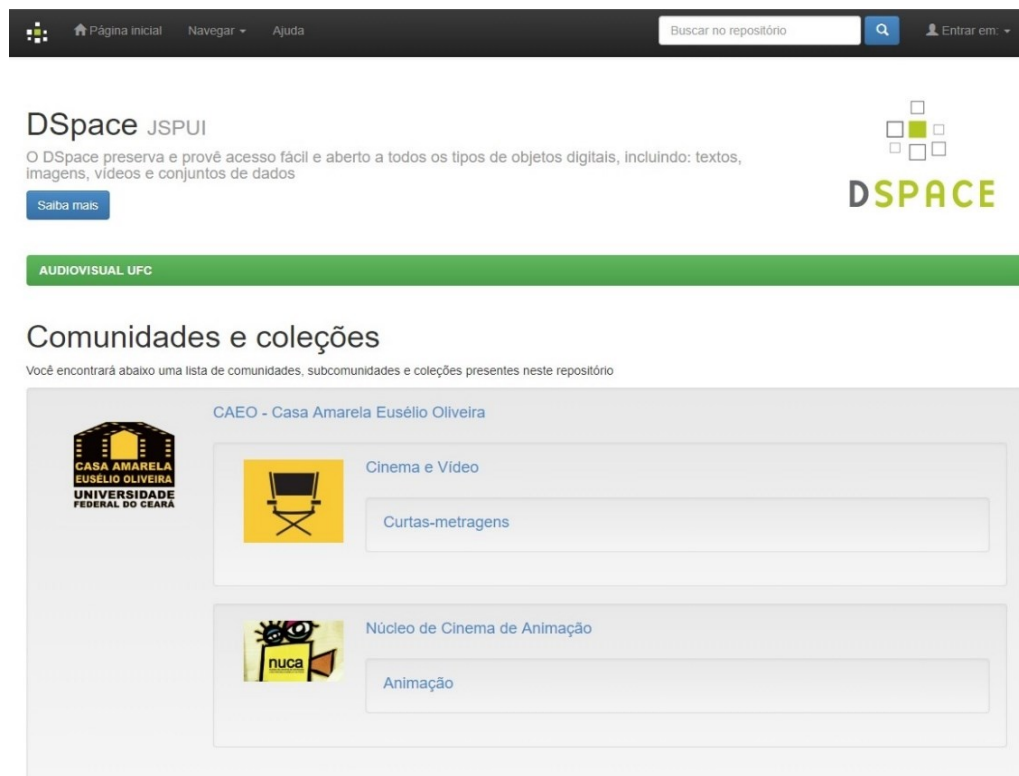 Página inicial Navegar Ajuda Buscar no repositório Entrar em:
DSpace JSPUI
O DSpace preserva e provê acesso fácil e aberto a todos os tipos de objetos digitais, incluindo: textos,
imagens, vídeos e conjuntos de dados
Saiba mais
DSPACE
AUDIOVISUAL UFC
Comunidades e coleções
Você encontrará abaixo uma lista de comunidades, subcomunidades e coleções presentes neste repositório
CASA AMARELA
EUSÉLIO OLIVEIRA
UNIVERSIDADE
FEDERAL DO CEARÁ
CAEO - Casa Amarela Eusélio Oliveira
Cinema e Vídeo
Curtas-metragens
nuca
Núcleo de Cinema de Animação
Animação